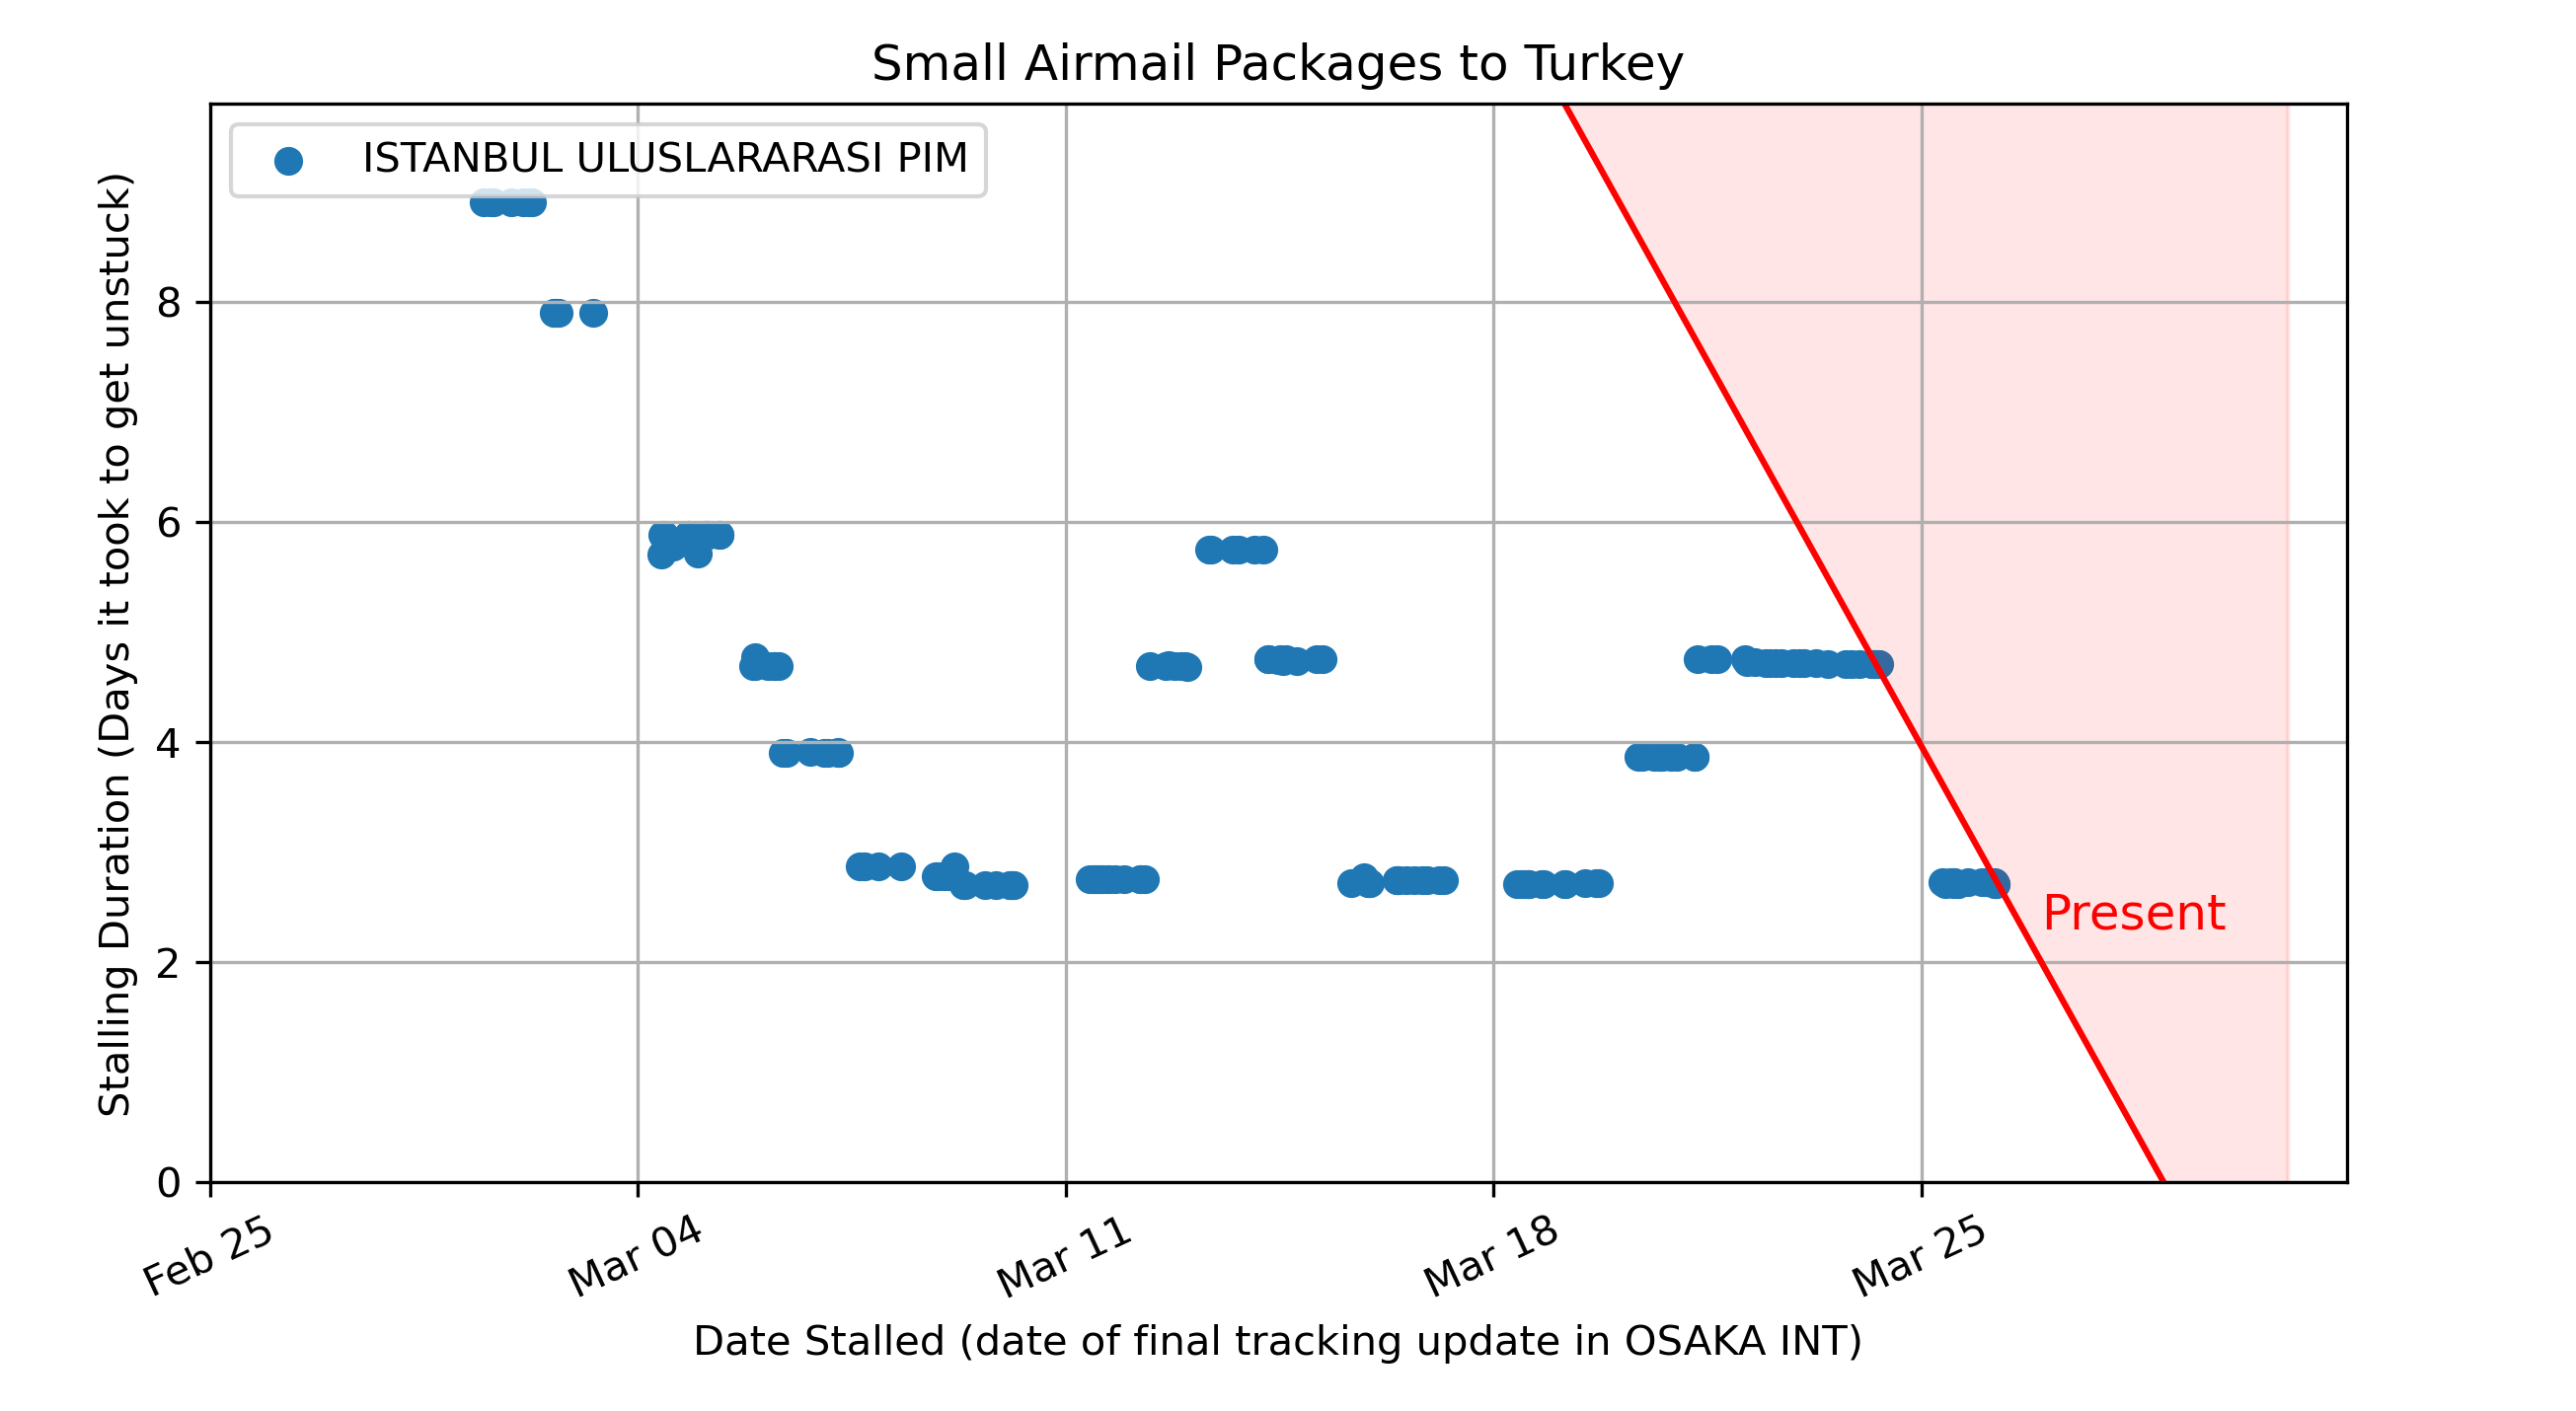 Small Airmail Packages to Turkey
ISTANBUL ULUSLARARASI PIM
Stalling Duration (Days it took to get unstuck)
8
6
4
2
0
Present
Feb 25
Mar 04
Mar 11
Mar 18
Mar 25
Date Stalled (date of final tracking update in OSAKA INT)